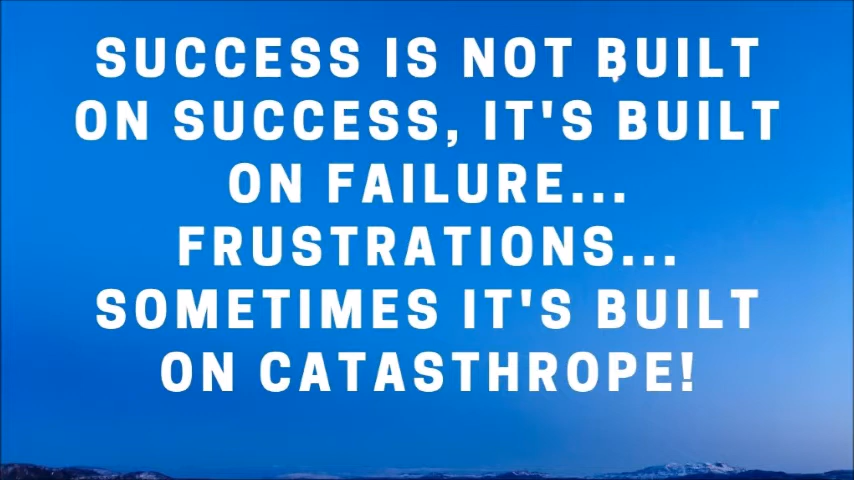 SUCCESS IS NOT BUILT
ON SUCCESS, IT'S BUILT
ON FAILURE...
FRUSTRATIONS...
SOMETIMES IT'S BUILT
ON CATASTHROPE!